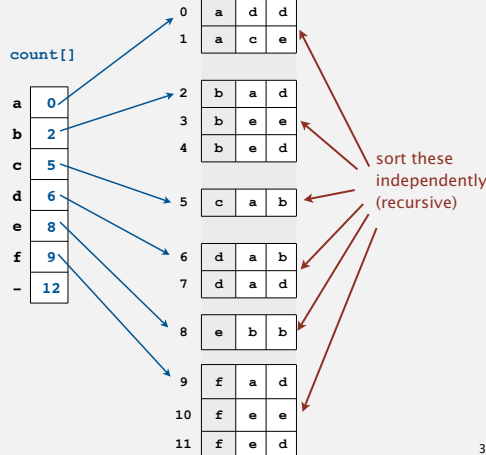 count[]
a 0
b 2
c 5
d 6
e 8
f 9
- 12
0 a d d
1 a c e
2 b a d
3 b e e
4 b e d
5 c a b
6 d a b
7 d a d
8 e b b
9 f a d
10 f e e
11 f e d
sort these
independently
(recursive)
3